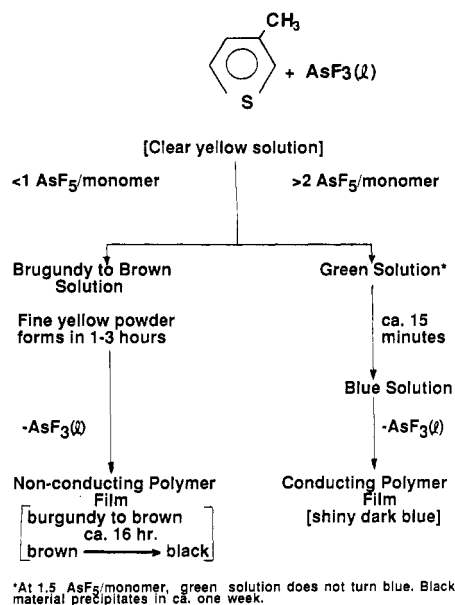 CH3
S
+ AsF3(ℓ)
[Clear yellow solution]
<1 AsF5/monomer
>2 AsF5/monomer
Brugundy to Brown
Solution
Fine yellow powder
forms in 1-3 hours
-AsF3(ℓ)
Non-conducting Polymer
Film
burgundy to brown
ca. 16 hr.
brown ⟶ black
Green Solution*
ca. 15
minutes
Blue Solution
-AsF3(ℓ)
Conducting Polymer
Film
[shiny dark blue]
*At 1.5 AsF5/monomer, green solution does not turn blue. Black
material precipitates in ca. one week.